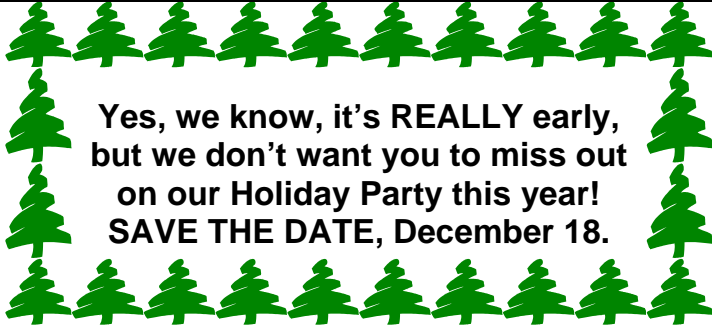 Yes, we know, it’s REALLY early,
but we don’t want you to miss out
on our Holiday Party this year!
SAVE THE DATE, December 18.